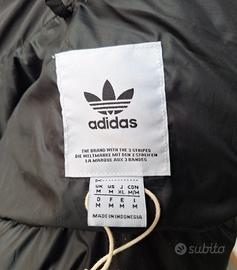 adidas
THE BRAND WITH THE 3 STRIPES
DIE WELTMARKE MIT DEN 3 STREIFEN
LA MARQUE AUX 3 BANDES
UK US J CDN
M M XL M/M
D F E I
M M M M
MADE IN INDONESIA
subito